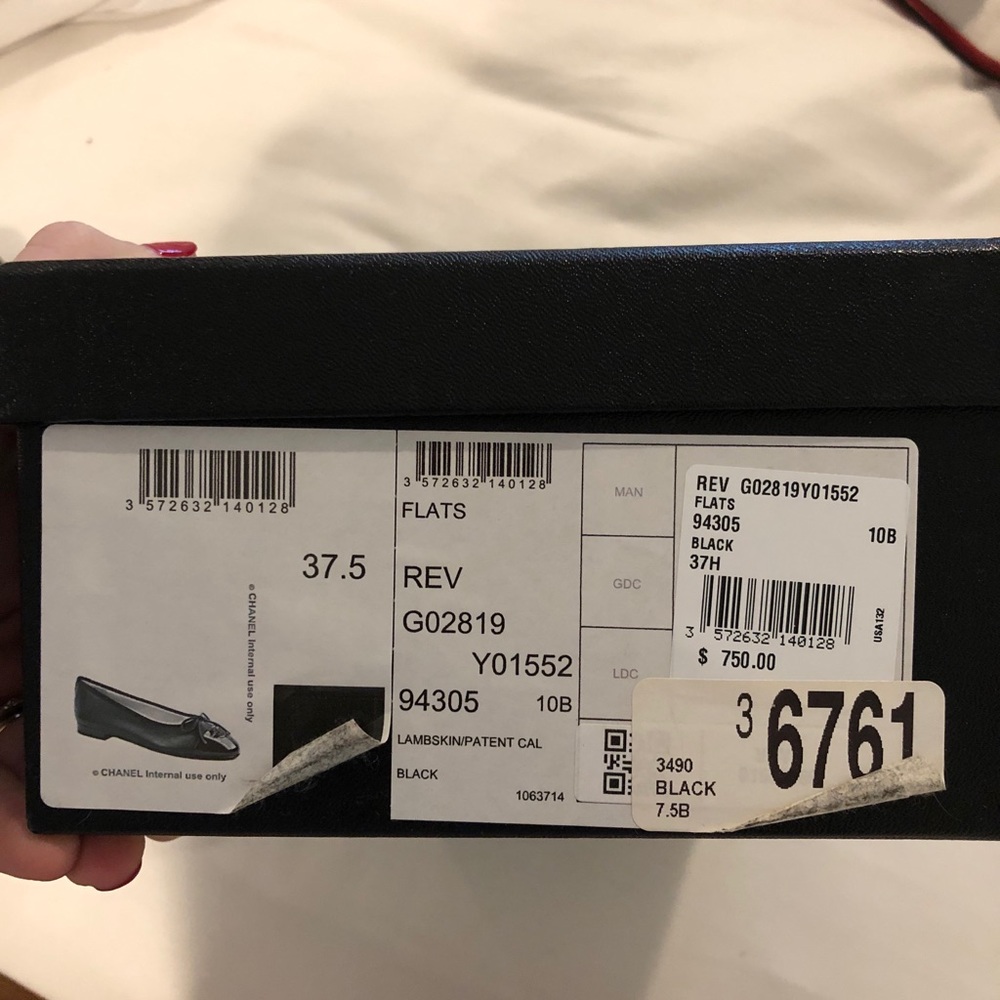 3 572632 140128
37.5
© CHANEL Internal use only
© CHANEL Internal use only
3 572632 140128
FLATS
REV
G02819
Y01552
94305 10B
LAMBSKIN/PATENT CAL
BLACK
1063714
MAN
GDC
LDC
REV G02819Y01552
FLATS
94305 10B
BLACK
37H
3 572632 140128
USA132
$ 750.00
3 6761
3490
BLACK
7.5B